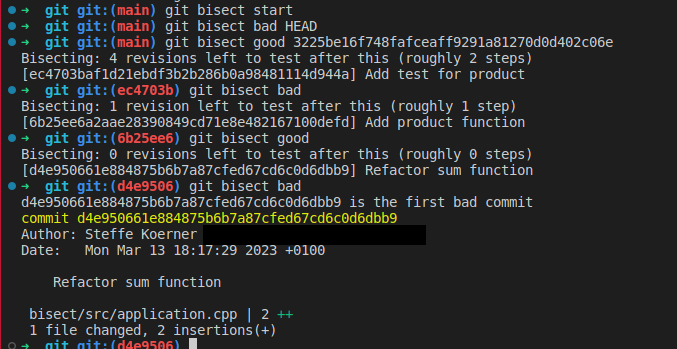 ➜ git git:(main) git bisect start
➜ git git:(main) git bisect bad HEAD
➜ git git:(main) git bisect good 3225be16f748fafceaff9291a81270d0d402c06e
Bisecting: 4 revisions left to test after this (roughly 2 steps)
[ec4703baf1d21ebdf3b2b286b0a98481114d944a] Add test for product
➜ git git:(ec4703b) git bisect bad
Bisecting: 1 revision left to test after this (roughly 1 step)
[6b25ee6a2aae28390849cd71e8e482167100defd] Add product function
➜ git git:(6b25ee6) git bisect good
Bisecting: 0 revisions left to test after this (roughly 0 steps)
[d4e950661e884875b6b7a87cfed67cd6c0d6dbb9] Refactor sum function
➜ git git:(d4e9506) git bisect bad
d4e950661e884875b6b7a87cfed67cd6c0d6dbb9 is the first bad commit
commit d4e950661e884875b6b7a87cfed67cd6c0d6dbb9
Author: Steffe Koerner
Date:   Mon Mar 13 18:17:29 2023 +0100
Refactor sum function
bisect/src/application.cpp | 2 ++
1 file changed, 2 insertions(+)
➜ git git:(d4e9506)